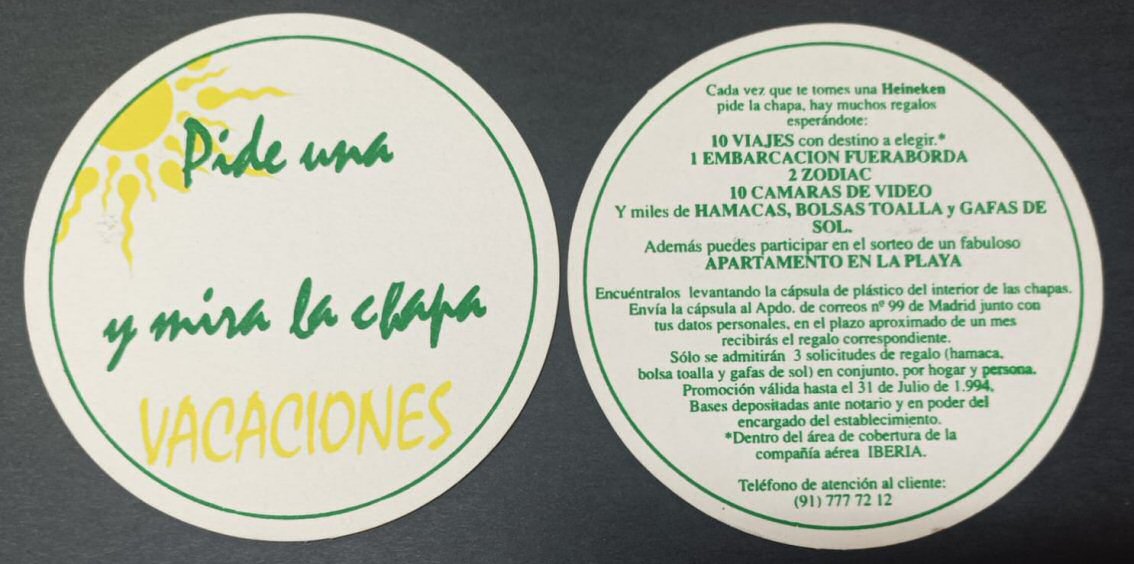 Pide una
y mira la chapa
VACACIONES
Cada vez que te tomes una Heineken
pide la chapa, hay muchos regalos
esperándote:
10 VIAJES con destino a elegir.*
1 EMBARCACION FUERABORDA
2 ZODIAC
10 CAMARAS DE VIDEO
Y miles de HAMACAS, BOLSAS TOALLA y GAFAS DE
SOL.
Además puedes participar en el sorteo de un fabuloso
APARTAMENTO EN LA PLAYA
Encuéntralos levantando la cápsula de plástico del interior de las chapas.
Envía la cápsula al Apdo. de correos nº 99 de Madrid junto con
tus datos personales, en el plazo aproximado de un mes
recibirás el regalo correspondiente.
Sólo se admitirán 3 solicitudes de regalo (hamaca,
bolsa toalla y gafas de sol) en conjunto, por hogar y persona.
Promoción válida hasta el 31 de Julio de 1.994,
Bases depositadas ante notario y en poder del
encargado del establecimiento.
*Dentro del área de cobertura de la
compañía aérea IBERIA.
Teléfono de atención al cliente:
(91) 777 72 12